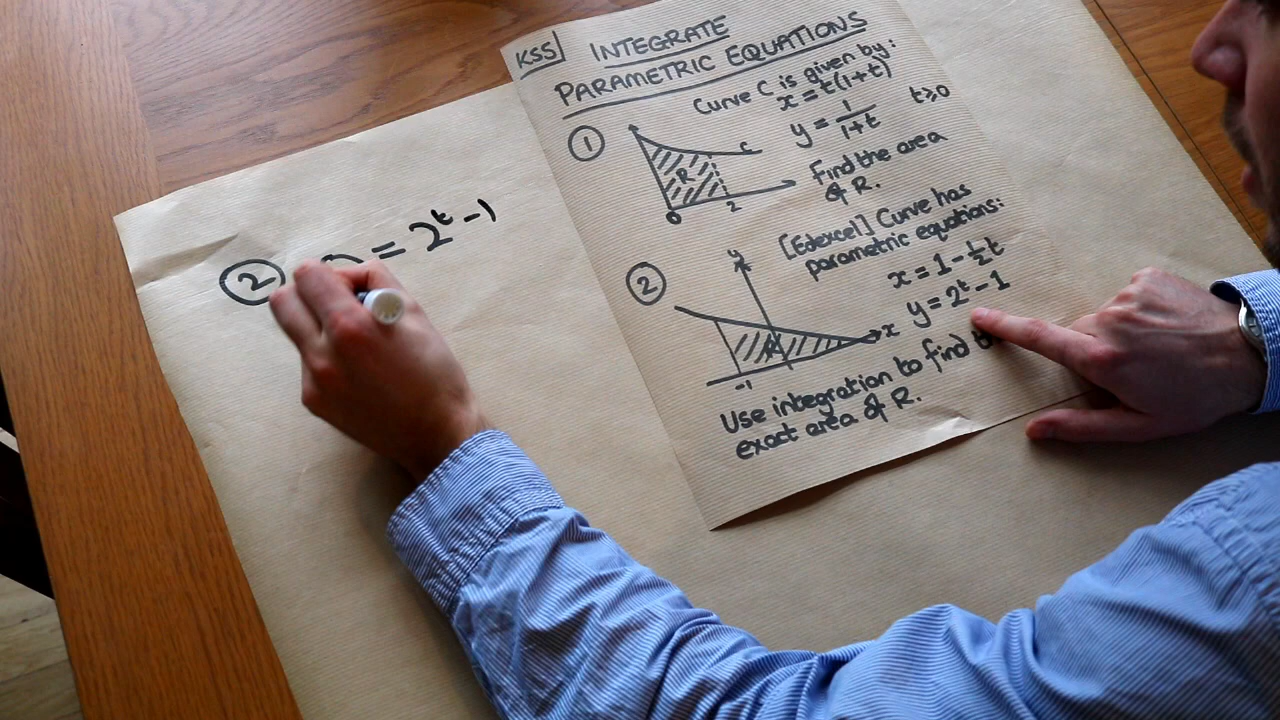 KS5
INTEGRATE
PARAMETRIC EQUATIONS
Curve C is given by:
x = t(1+t)
y = 1/(1+t) t≥0
① C
R
0 2
Find the area
of R.
[Edexcel] Curve has
parametric equations:
x = 1 - ½t
y = 2^t - 1
② y
x
R
-1
Use integration to find
exact area of R.
② = 2^t - 1